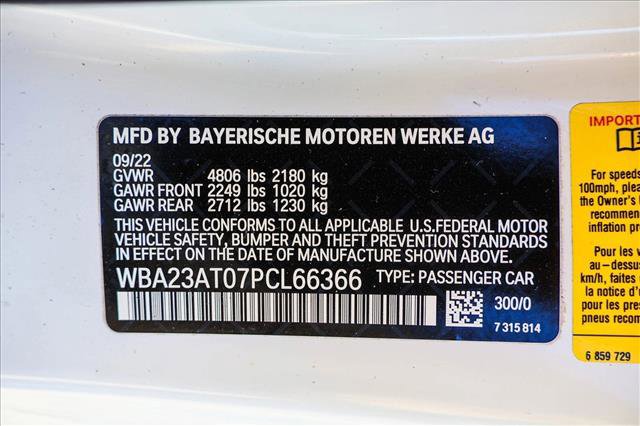 MFD BY BAYERISCHE MOTOREN WERKE AG
09/22
GVWR 4806 lbs 2180 kg
GAWR FRONT 2249 lbs 1020 kg
GAWR REAR 2712 lbs 1230 kg
THIS VEHICLE CONFORMS TO ALL APPLICABLE U.S.FEDERAL MOTOR
VEHICLE SAFETY, BUMPER AND THEFT PREVENTION STANDARDS
IN EFFECT ON THE DATE OF MANUFACTURE SHOWN ABOVE.
WBA23AT07PCL66366 TYPE: PASSENGER CAR
300/0
7 315 814
IMPORT
For speeds
100mph, plea
the Owner's
recommen
inflation pr
Pour les v
au-dessus
km/h, fai
la notice d'
pour les pres
pneus recom
6 859 729